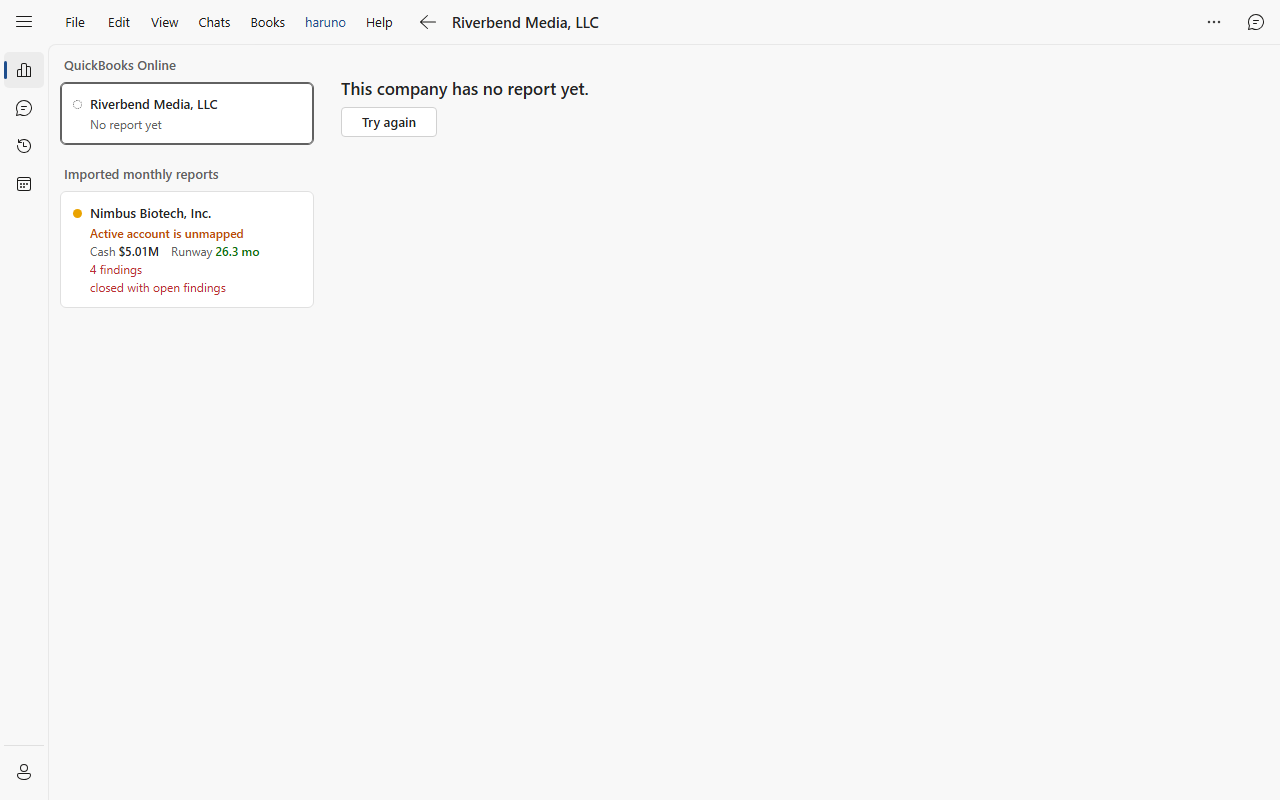 File Edit View Chats Books haruno Help
Riverbend Media, LLC
QuickBooks Online
Riverbend Media, LLC
No report yet
This company has no report yet.
Try again
Imported monthly reports
Nimbus Biotech, Inc.
Active account is unmapped
Cash $5.01M Runway 26.3 mo
4 findings
closed with open findings